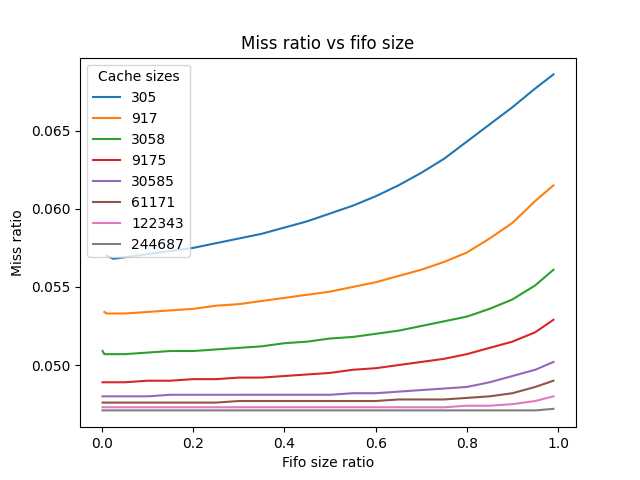 Miss ratio vs fifo size
Cache sizes
305
917
3058
9175
30585
61171
122343
244687
0.065
0.060
0.055
0.050
Miss ratio
0.0 0.2 0.4 0.6 0.8 1.0
Fifo size ratio